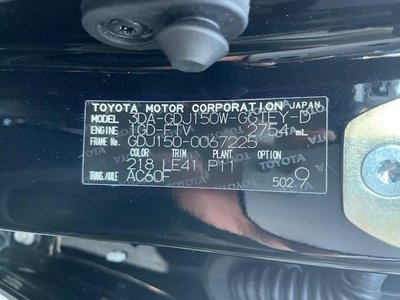 TOYOTA MOTOR CORPORATION JAPAN
MODEL 3DA-GDJ150W-GGTEY-D
ENGINE 1GD-FTV 2754 mL
FRAME No. GDJ150-0067225
COLOR TRIM PLANT OPTION
218 LE41 P11
TRANS./AXLE AC60F
502 9